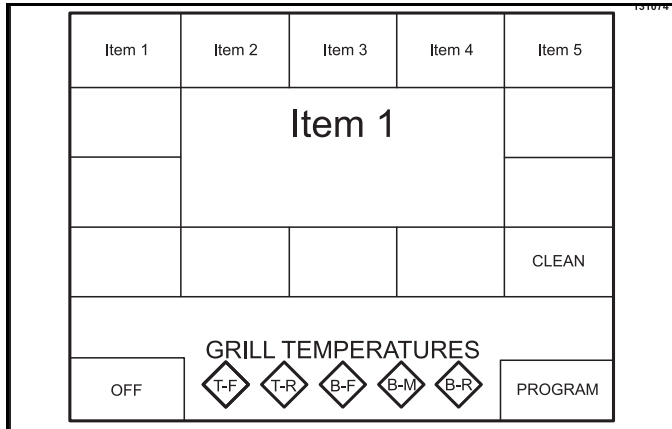 Item 1 Item 2 Item 3 Item 4 Item 5
Item 1
CLEAN
GRILL TEMPERATURES
OFF T-F T-R B-F B-M B-R PROGRAM